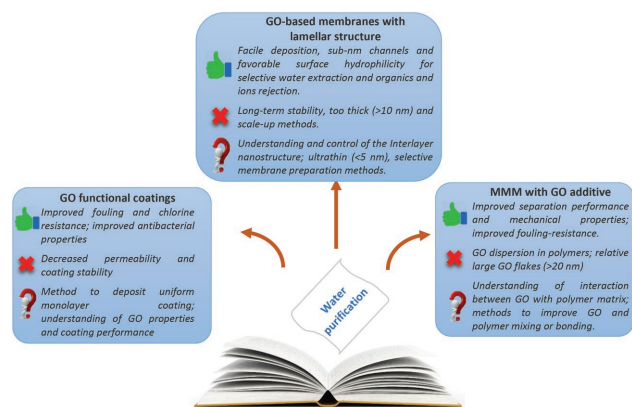 GO-based membranes with
lamellar structure
Facile deposition, sub-nm channels and
favorable surface hydrophilicity for
selective water extraction and organics and
ions rejection.
Long-term stability, too thick (>10 nm) and
scale-up methods.
Understanding and control of the Interlayer
nanostructure; ultrathin (<5 nm), selective
membrane preparation methods.
GO functional coatings
Improved fouling and chlorine
resistance; improved antibacterial
properties
Decreased permeability and
coating stability
Method to deposit uniform
monolayer coating;
understanding of GO properties
and coating performance
MMM with GO additive
Improved separation performance
and mechanical properties;
improved fouling-resistance.
GO dispersion in polymers; relative
large GO flakes (>20 nm)
Understanding of interaction
between GO with polymer matrix;
methods to improve GO and
polymer mixing or bonding.
Water
purification